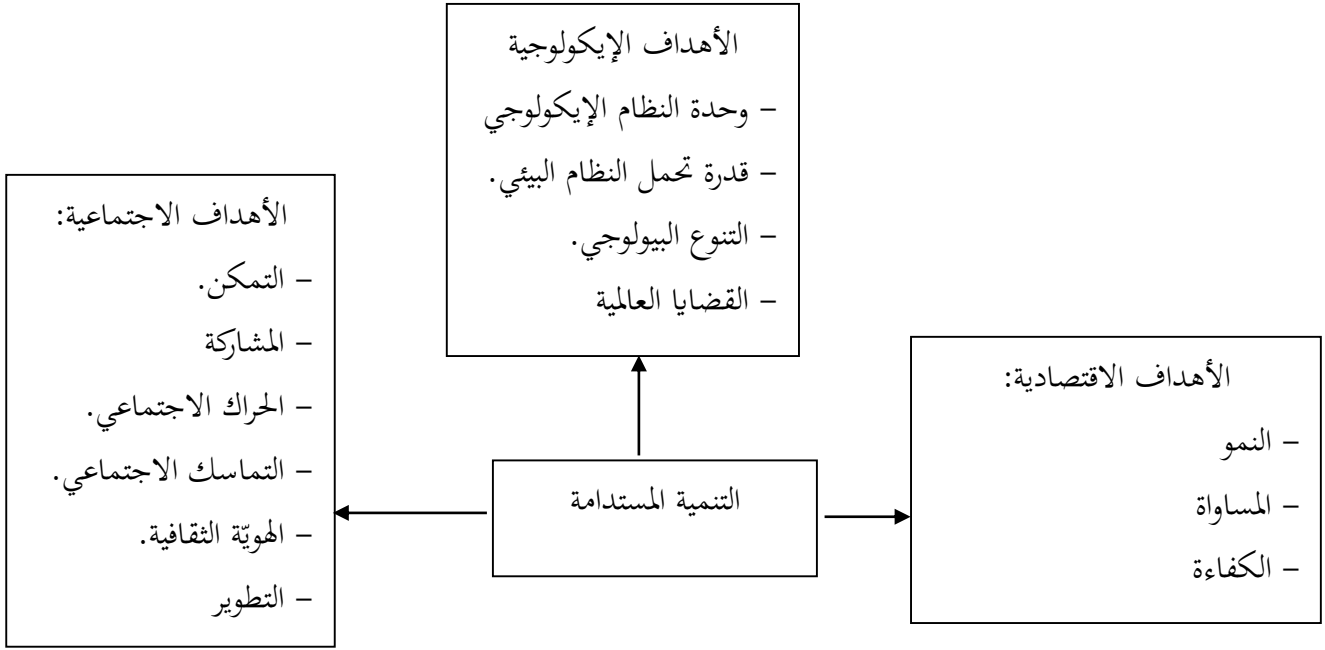 الأهداف الإيكولوجية
– وحدة النظام الإيكولوجي
– قدرة تحمل النظام البيئي.
– التنوع البيولوجي.
– القضايا العالمية
الأهداف الاقتصادية:
– النمو
– المساواة
– الكفاءة
التنمية المستدامة
الأهداف الاجتماعية:
– التمكن.
– المشاركة
– الحراك الاجتماعي.
– التماسك الاجتماعي.
– الهويّة الثقافية.
– التطوير